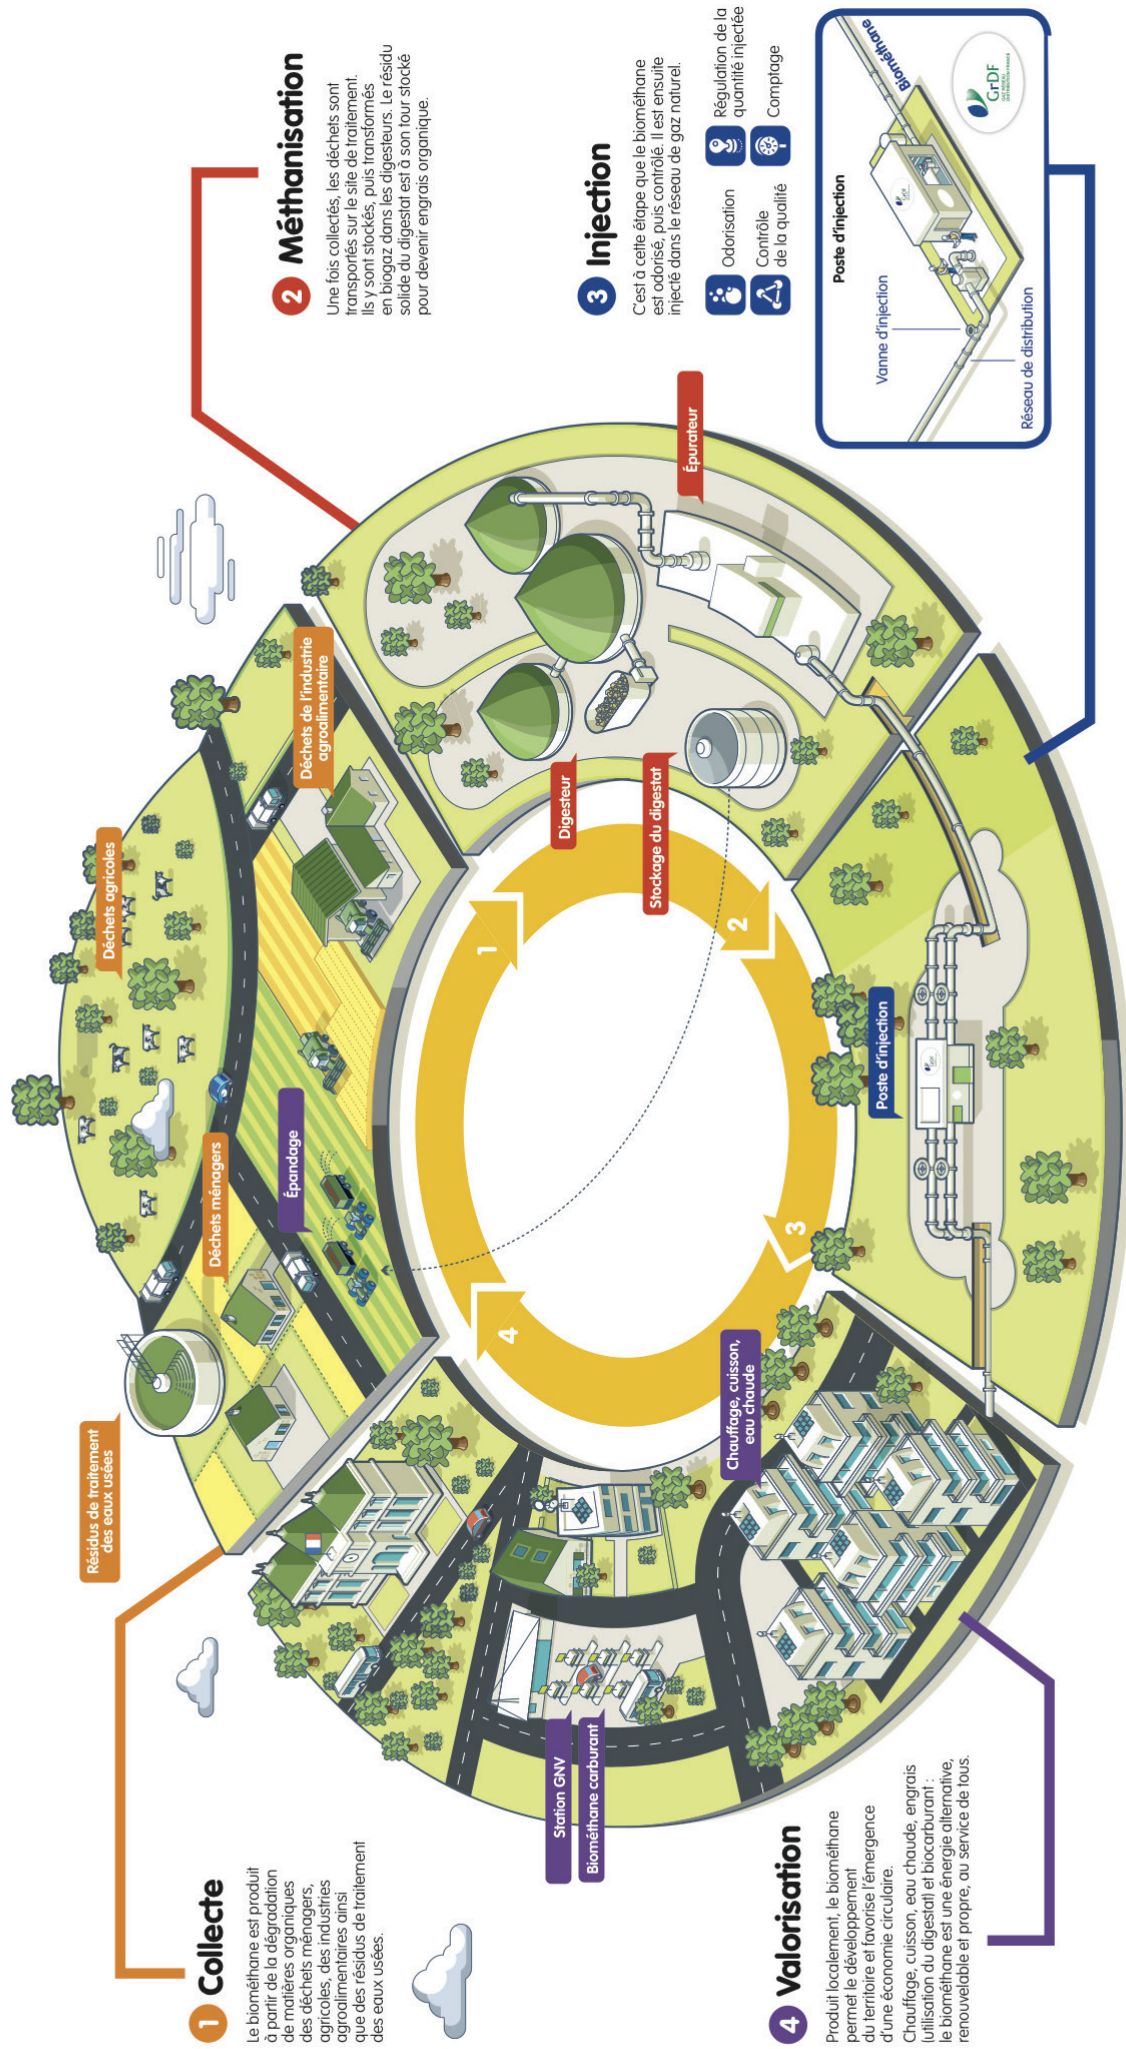 1 Collecte
Le biométhane est produit
à partir de la dégradation
de matières organiques
des déchets ménagers,
agricoles, des industries
agroalimentaires ainsi
que des résidus de traitement
des eaux usées.
Résidus de traitement
des eaux usées
Déchets ménagers
Déchets agricoles
Déchets de l'industrie
agroalimentaire
Épandage
2 Méthanisation
Une fois collectés, les déchets sont
transportés sur le site de traitement.
Ils y sont stockés, puis transformés
en biogaz dans les digesteurs. Le résidu
solide du digestat est à son tour stocké
pour devenir engrais organique.
Digesteur
Stockage du digestat
Épurateur
1
2
3
4
3 Injection
C'est à cette étape que le biométhane
est odorisé, puis contrôlé. Il est ensuite
injecté dans le réseau de gaz naturel.
Odorisation
Régulation de la
quantité injectée
Contrôle
de la qualité
Comptage
Poste d'injection
Biométhane
Vanne d'injection
Réseau de distribution
GrDF
GAZ RÉSEAU
DISTRIBUTION FRANCE
Poste d'injection
Station GNV
Biométhane carburant
Chauffage, cuisson,
eau chaude
4 Valorisation
Produit localement, le biométhane
permet le développement
du territoire et favorise l'émergence
d'une économie circulaire.
Chauffage, cuisson, eau chaude, engrais
(utilisation du digestat) et biocarburant :
le biométhane est une énergie alternative,
renouvelable et propre, au service de tous.